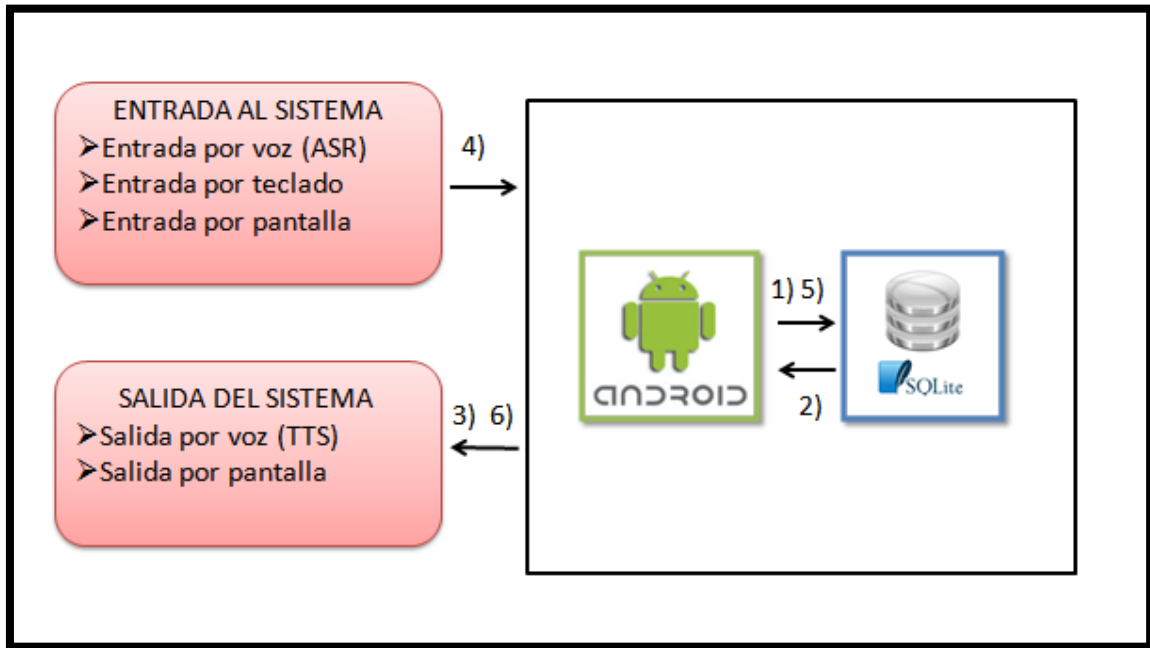 ENTRADA AL SISTEMA
➢Entrada por voz (ASR)
➢Entrada por teclado
➢Entrada por pantalla
4)
1) 5)
ANDROID
SQLite
2)
SALIDA DEL SISTEMA
➢Salida por voz (TTS)
➢Salida por pantalla
3) 6)